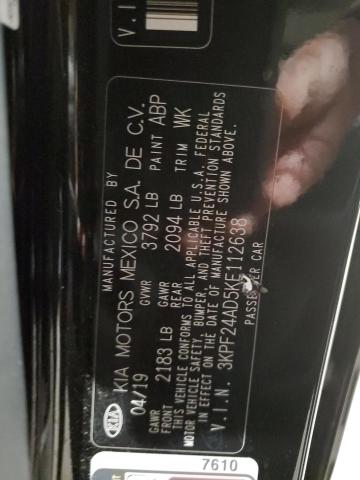 MANUFACTURED BY
KIA MOTORS MEXICO S.A. DE C.V.
04/19 GVWR 3792 LB PAINT ABP
GAWR FRONT 2183 LB GAWR REAR 2094 LB TRIM WK
THIS VEHICLE CONFORMS TO ALL APPLICABLE U.S.A. FEDERAL
MOTOR VEHICLE SAFETY, BUMPER, AND THEFT PREVENTION STANDARDS
IN EFFECT ON THE DATE OF MANUFACTURE SHOWN ABOVE.
V.I.N. 3KPF24AD5KE112638
PASSENGER CAR
KIA
7610
V.I